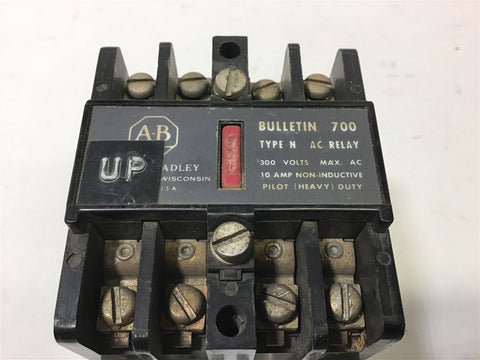 A-B
UP
ADLEY
WISCONSIN
USA
BULLETIN 700
TYPE N AC RELAY
300 VOLTS MAX. AC
10 AMP NON-INDUCTIVE
PILOT (HEAVY) DUTY